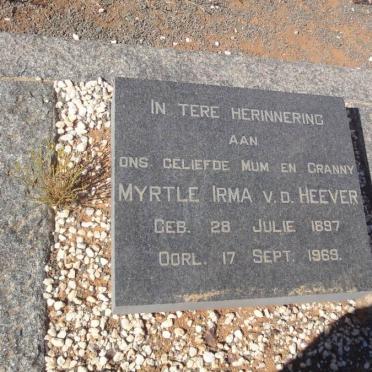 IN TERE HERINNERING
AAN
ONS GELIEFDE MUM EN GRANNY
MYRTLE IRMA V. D. HEEVER
GEB. 28 JULIE 1897
OORL. 17 SEPT. 1969.